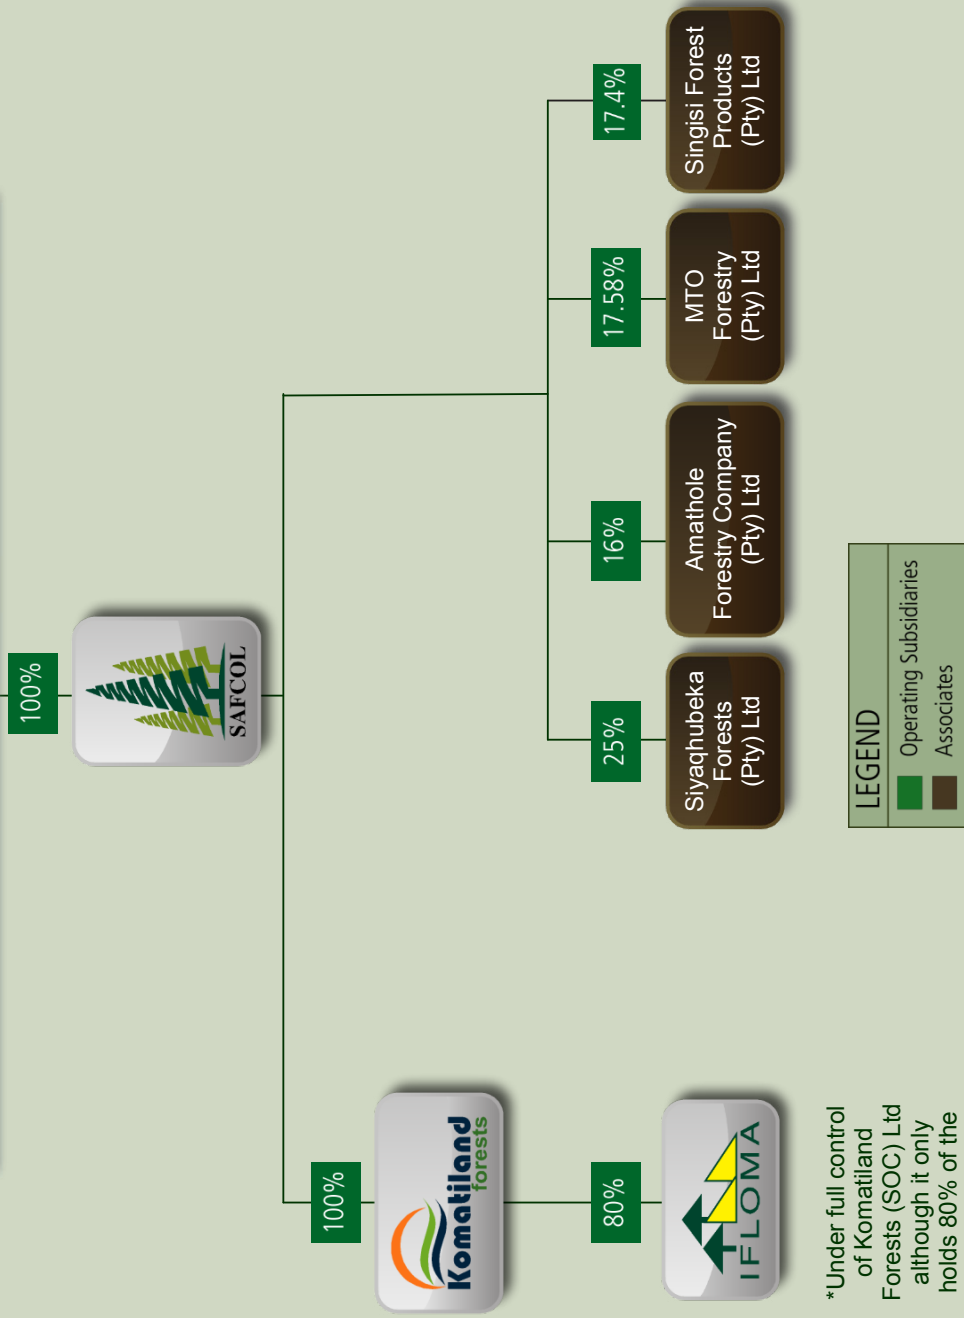 100%
SAFCOL
100%
Komatiland
forests
80%
IFLOMA
25%
16%
17.58%
17.4%
Siyaqhubeka
Forests
(Pty) Ltd
Amathole
Forestry Company
(Pty) Ltd
MTO
Forestry
(Pty) Ltd
Singisi Forest
Products
(Pty) Ltd
*Under full control
of Komatiland
Forests (SOC) Ltd
although it only
holds 80% of the
LEGEND
Operating Subsidiaries
Associates